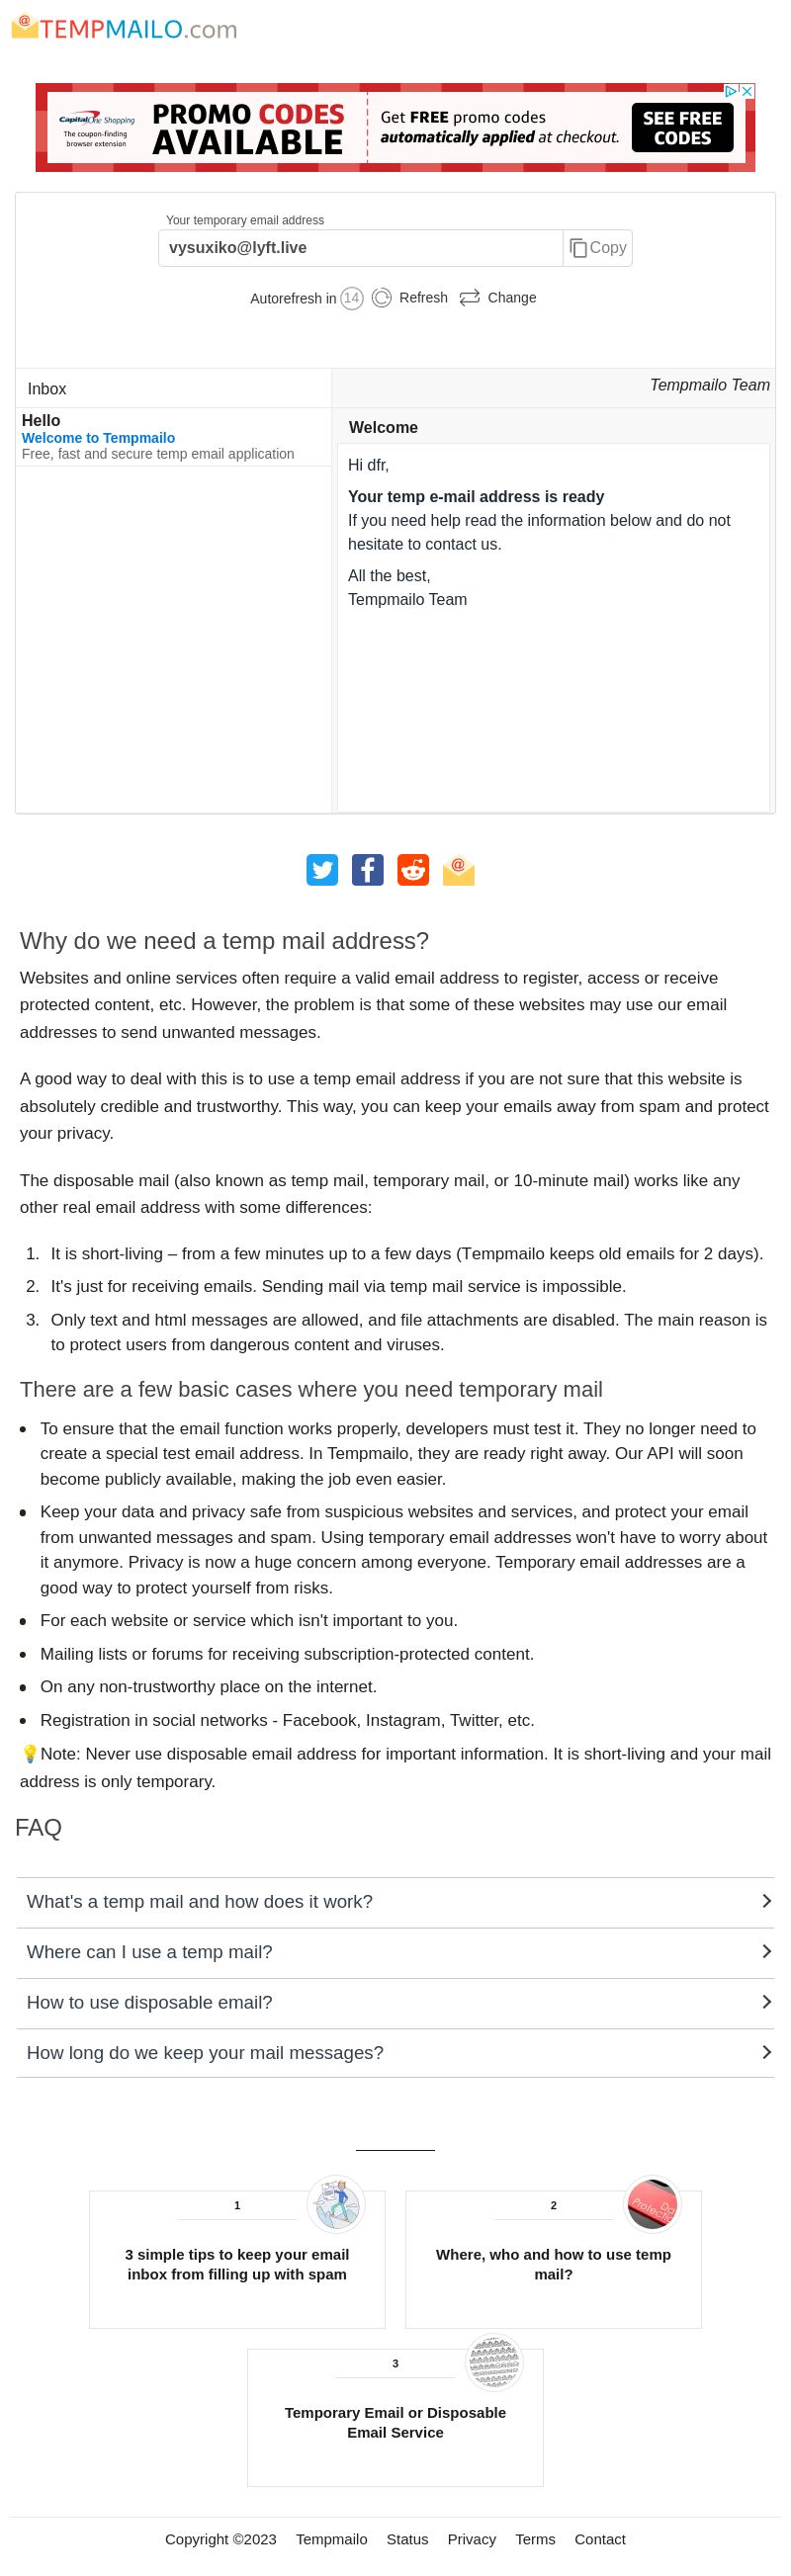 TEMPMAILO.com
Capital One Shopping
The coupon-finding
browser extension
PROMO CODES
AVAILABLE
Get FREE promo codes
automatically applied at checkout.
SEE FREE
CODES
Your temporary email address
vysuxiko@lyft.live
Copy
Autorefresh in 14 Refresh Change
Inbox
Tempmailo Team
Hello
Welcome to Tempmailo
Free, fast and secure temp email application
Welcome
Hi dfr,
Your temp e-mail address is ready
If you need help read the information below and do not
hesitate to contact us.
All the best,
Tempmailo Team
Why do we need a temp mail address?
Websites and online services often require a valid email address to register, access or receive
protected content, etc. However, the problem is that some of these websites may use our email
addresses to send unwanted messages.
A good way to deal with this is to use a temp email address if you are not sure that this website is
absolutely credible and trustworthy. This way, you can keep your emails away from spam and protect
your privacy.
The disposable mail (also known as temp mail, temporary mail, or 10-minute mail) works like any
other real email address with some differences:
1. It is short-living – from a few minutes up to a few days (Tempmailo keeps old emails for 2 days).
2. It's just for receiving emails. Sending mail via temp mail service is impossible.
3. Only text and html messages are allowed, and file attachments are disabled. The main reason is
to protect users from dangerous content and viruses.
There are a few basic cases where you need temporary mail
• To ensure that the email function works properly, developers must test it. They no longer need to
create a special test email address. In Tempmailo, they are ready right away. Our API will soon
become publicly available, making the job even easier.
• Keep your data and privacy safe from suspicious websites and services, and protect your email
from unwanted messages and spam. Using temporary email addresses won't have to worry about
it anymore. Privacy is now a huge concern among everyone. Temporary email addresses are a
good way to protect yourself from risks.
• For each website or service which isn't important to you.
• Mailing lists or forums for receiving subscription-protected content.
• On any non-trustworthy place on the internet.
• Registration in social networks - Facebook, Instagram, Twitter, etc.
💡Note: Never use disposable email address for important information. It is short-living and your mail
address is only temporary.
FAQ
What's a temp mail and how does it work?
Where can I use a temp mail?
How to use disposable email?
How long do we keep your mail messages?
1
3 simple tips to keep your email
inbox from filling up with spam
2
Where, who and how to use temp
mail?
3
Temporary Email or Disposable
Email Service
Copyright ©2023 Tempmailo Status Privacy Terms Contact